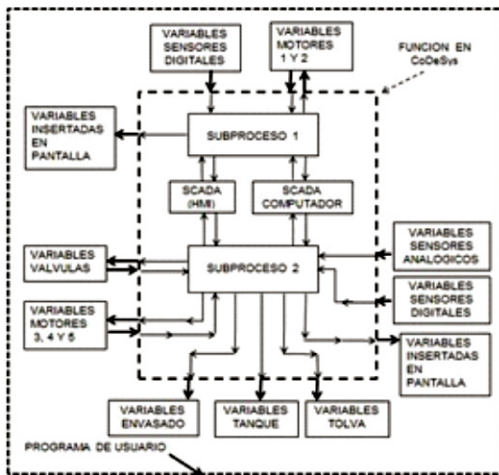 VARIABLES
SENSORES
DIGITALES
VARIABLES
MOTORES
1 Y 2
FUNCION EN
CoDeSys
VARIABLES
INSERTADAS
EN
PANTALLA
SUBPROCESO 1
SCADA
(HMI)
SCADA
COMPUTADOR
VARIABLES
VALVULAS
SUBPROCESO 2
VARIABLES
SENSORES
ANALOGICOS
VARIABLES
SENSORES
DIGITALES
VARIABLES
MOTORES
3, 4 Y 5
VARIABLES
INSERTADAS
EN
PANTALLA
VARIABLES
ENVASADO
VARIABLES
TANQUE
VARIABLES
TOLVA
PROGRAMA DE USUARIO